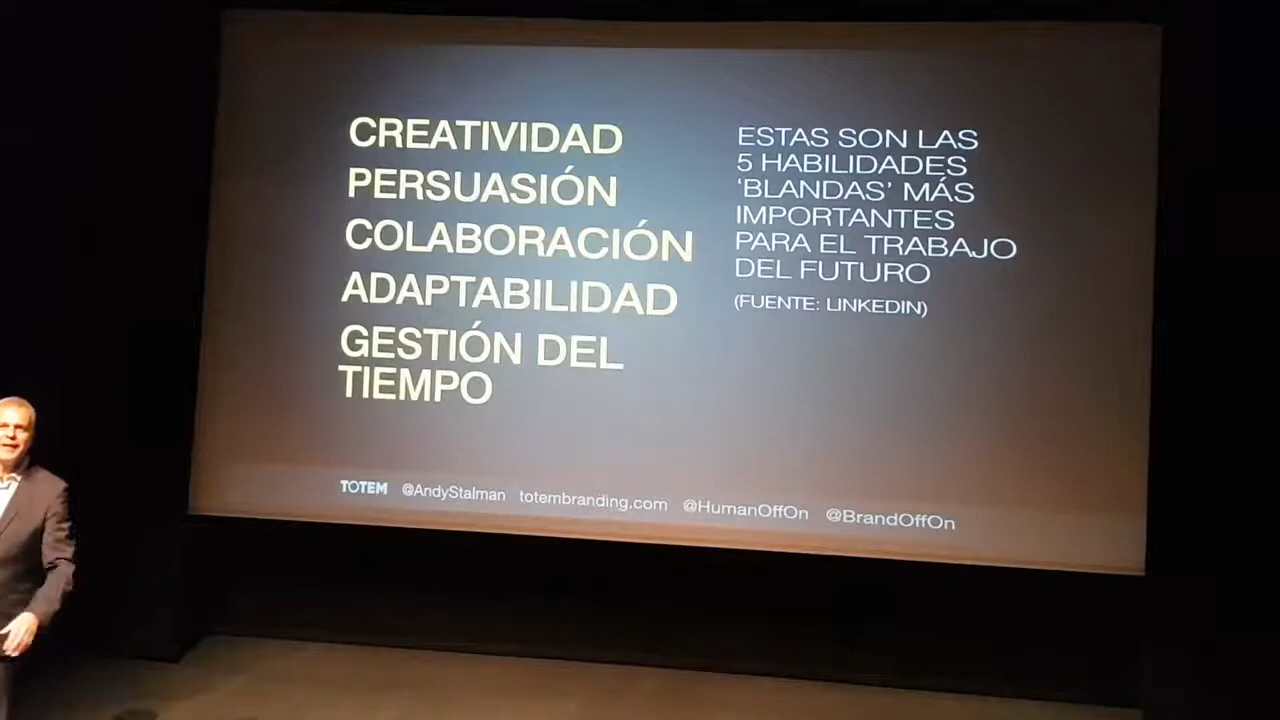 CREATIVIDAD
PERSUASIÓN
COLABORACIÓN
ADAPTABILIDAD
GESTIÓN DEL
TIEMPO
ESTAS SON LAS
5 HABILIDADES
‘BLANDAS’ MÁS
IMPORTANTES
PARA EL TRABAJO
DEL FUTURO
(FUENTE: LINKEDIN)
TOTEM @AndyStalman totembranding.com @HumanOffOn @BrandOffOn